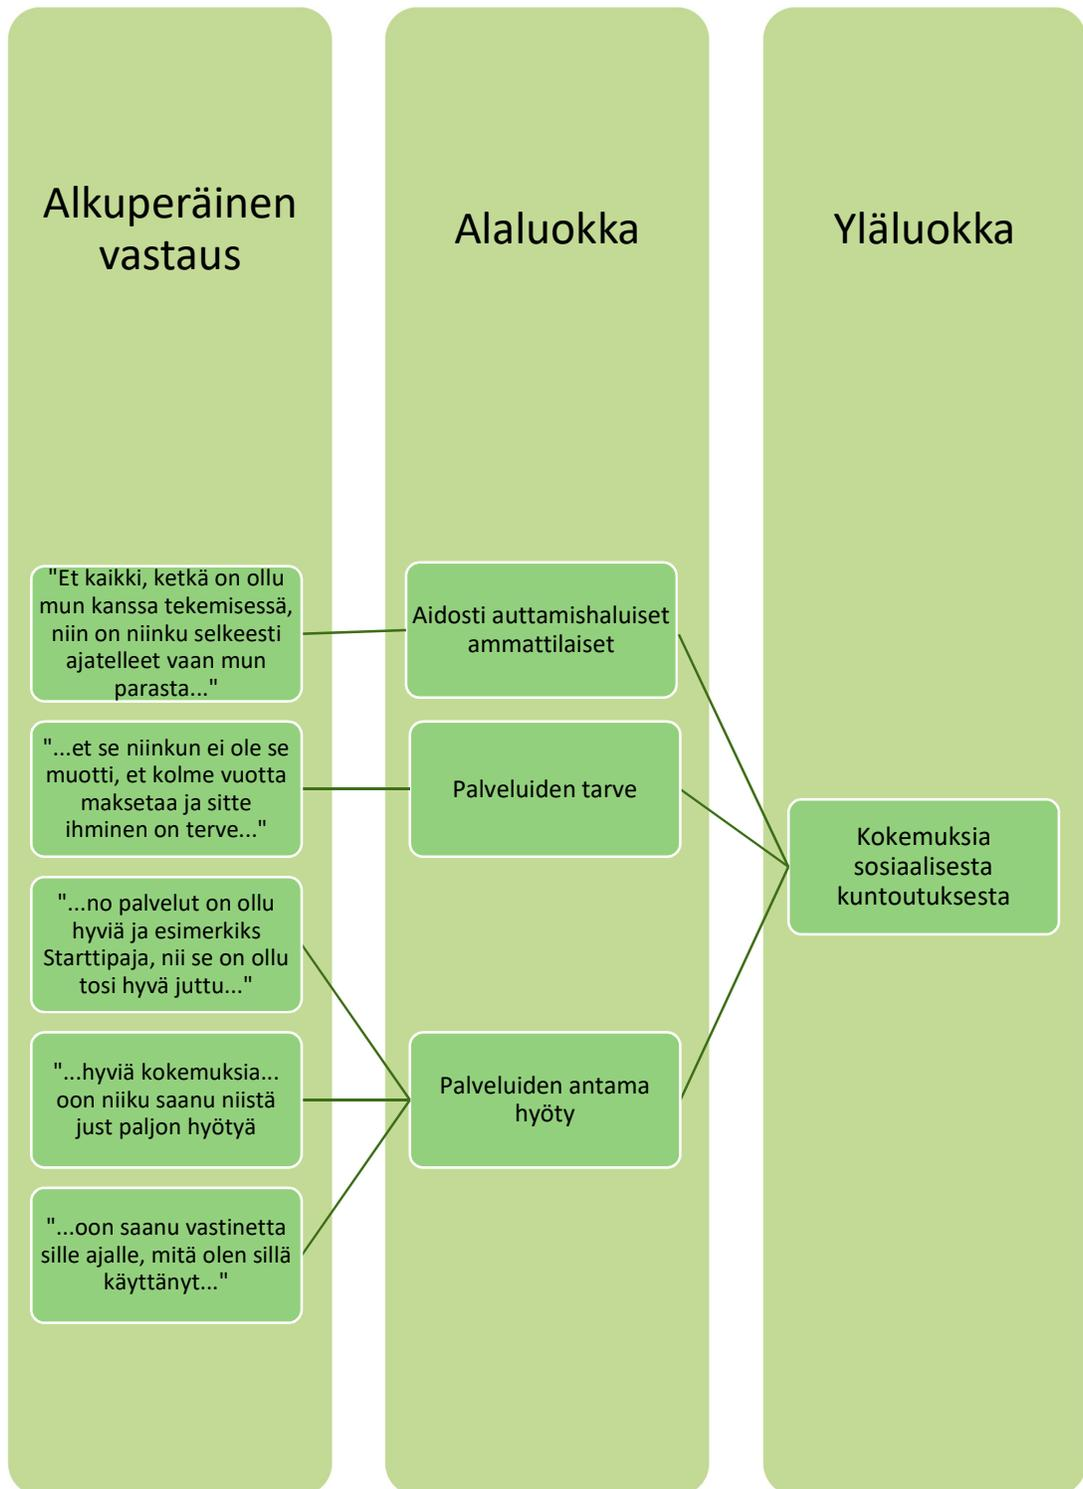 Alkuperäinen
vastaus
Alaluokka
Yläluokka
"Et kaikki, ketkä on ollu
mun kanssa tekemisessä,
niin on niinku selkeesti
ajatelleet vaan mun
parasta..."
Aidosti auttamishaluiset
ammattilaiset
"...et se niinkun ei ole se
muotti, et kolme vuotta
maksetaa ja sitte
ihminen on terve..."
Palveluiden tarve
"...no palvelut on ollu
hyviä ja esimerkiks
Starttipaja, nii se on ollu
tosi hyvä juttu..."
"...hyviä kokemuksia...
oon niiku saanu niistä
just paljon hyötyä
Palveluiden antama
hyöty
"...oon saanu vastinetta
sille ajalle, mitä olen sillä
käyttänyt..."
Kokemuksia
sosiaalisesta
kuntoutuksesta